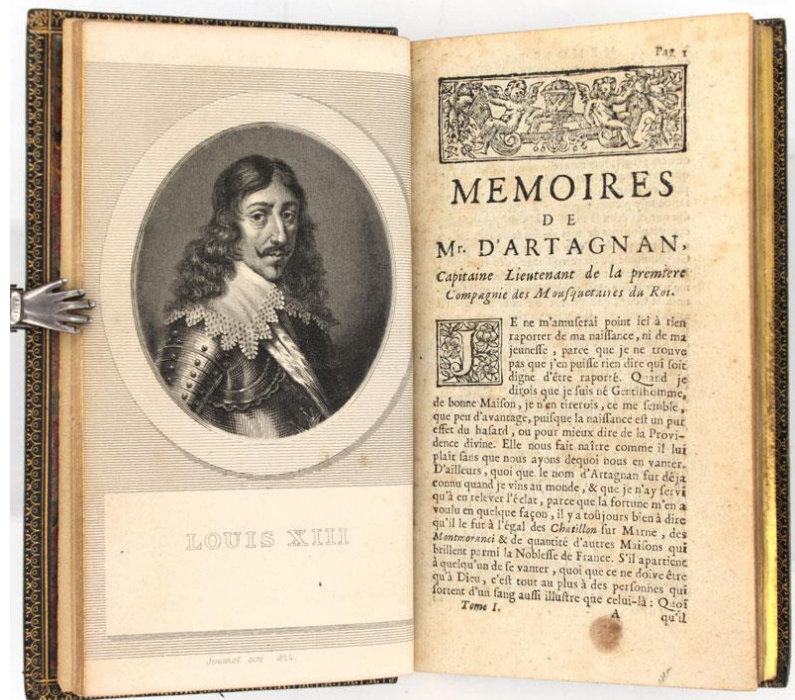 LOUIS XIII
Pag 1
MEMOIRES
DE
Mr. D'ARTAGNAN,
Capitaine Lieutenant de la premiere
Compagnie des Mousquetaires du Roi.
JE ne m'amuserai point ici à rien
raporter de ma naiſſance, ni de ma
jeuneſſe, parce que je ne trouve
pas que j'en puiſſe rien dire qui ſoit
digne d'être raporté. Quand je
dirois que je ſuis né Gentilhomme,
de bonne Maiſon, je n'en tirerois, ce me ſemble,
que peu d'avantage, puiſque la naiſſance eſt un pur
effet du haſard, ou pour mieux dire de la Provi-
dence divine. Elle nous fait naître comme il lui
plaît ſans que nous ayons dequoi nous en vanter.
D'ailleurs, quoi que le nom d'Artagnan fut déja
connu quand je vins au monde, & que je n'ay ſervi
qu'à en relever l'éclat, parce que la fortune m'en a
voulu en quelque façon, il y a toûjours bien à dire
qu'il le fut à l'égal des Chatillon ſur Marne, des
Montmoranci & de quantité d'autres Maiſons qui
brillent parmi la Nobleſſe de France. S'il apartient
à quelqu'un de ſe vanter, quoi que ce ne doive être
qu'à Dieu, c'eſt tout au plus à des perſonnes qui
ſortent d'un ſang auſſi illuſtre que celui-là: Quoi
Tome I. A qu'il